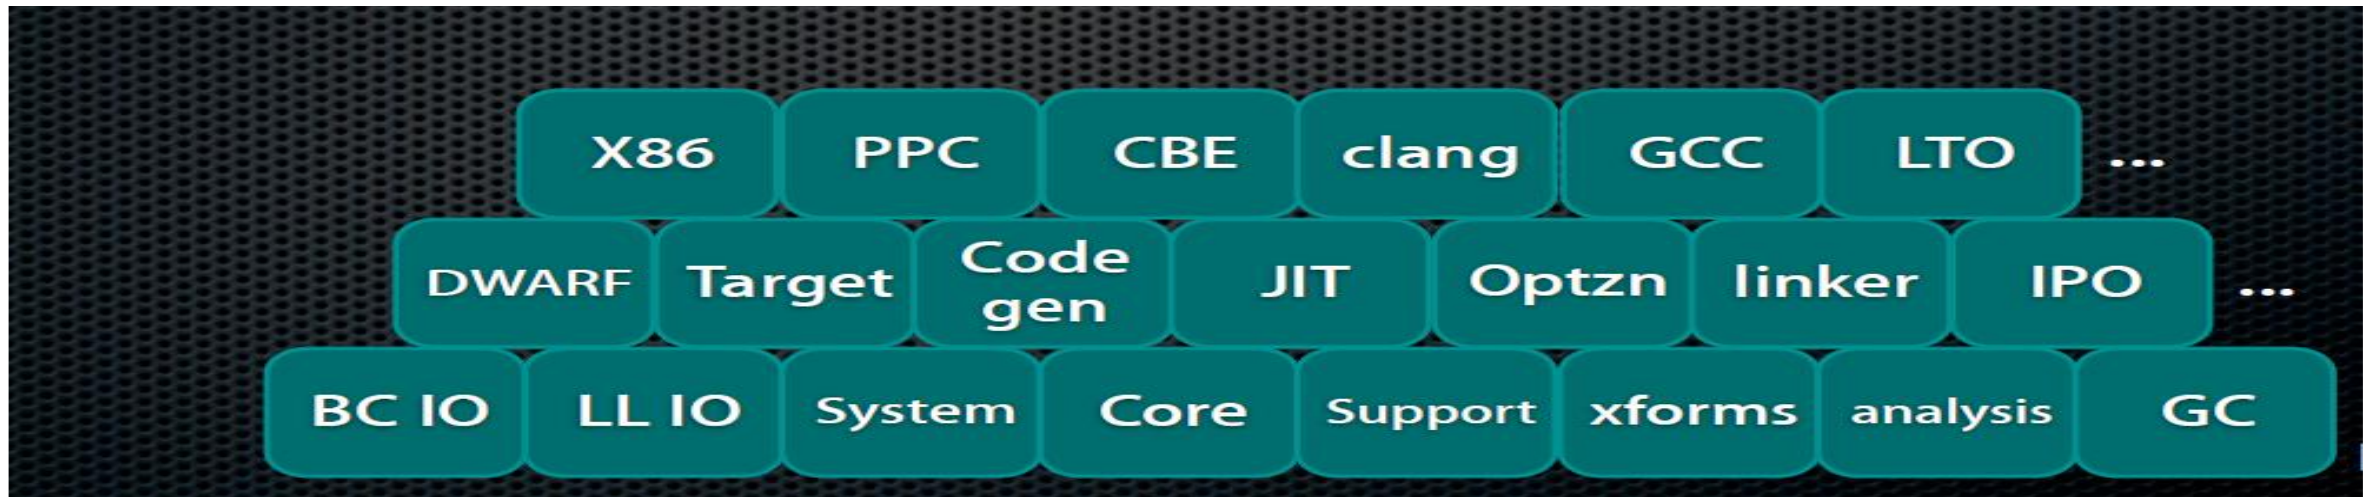 X86 PPC CBE clang GCC LTO ...
DWARF Target Code gen JIT Optzn linker IPO ...
BC IO LL IO System Core Support xforms analysis GC